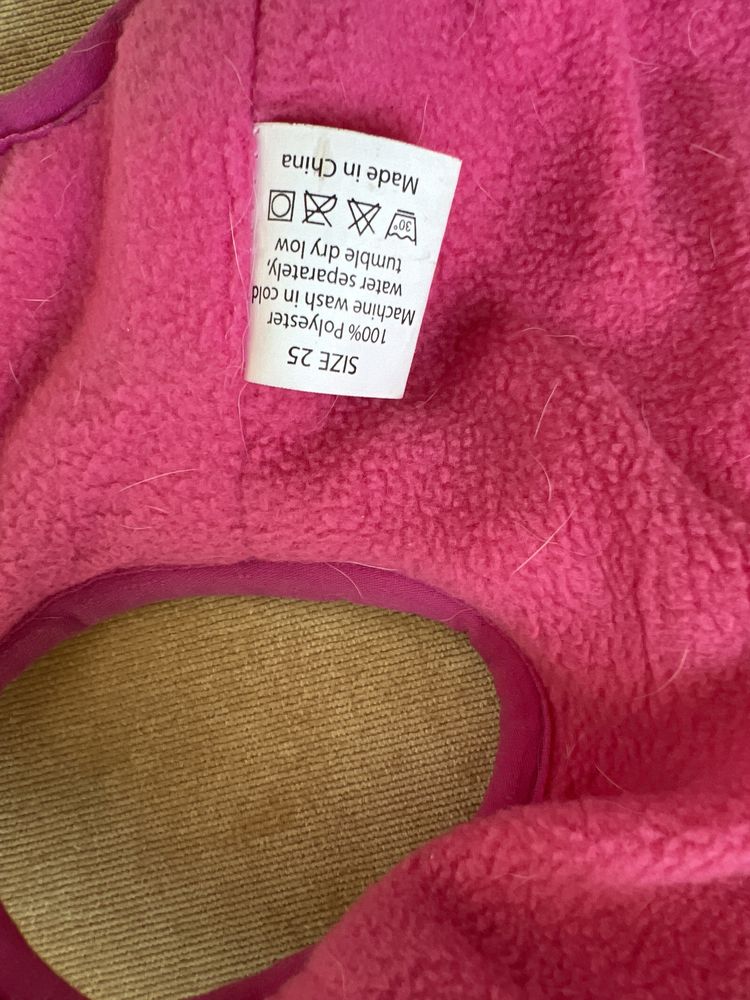 SIZE 25
100% Polyester
Machine wash in cold
water separately,
tumble dry low
30°
Made in China